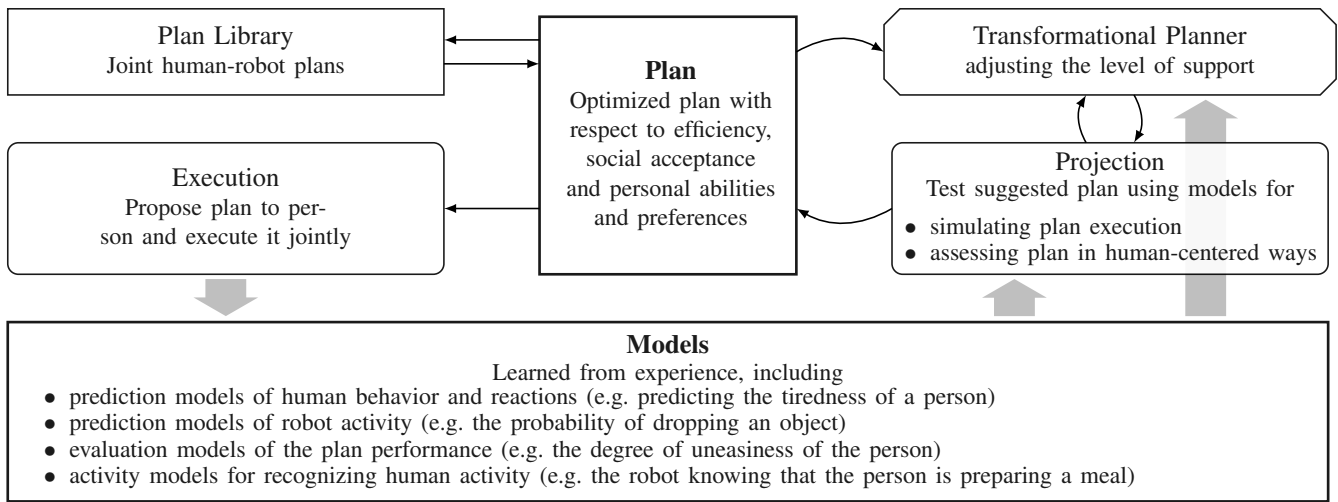 Plan Library
Joint human-robot plans
Plan
Optimized plan with
respect to efficiency,
social acceptance
and personal abilities
and preferences
Transformational Planner
adjusting the level of support
Execution
Propose plan to per-
son and execute it jointly
Projection
Test suggested plan using models for
• simulating plan execution
• assessing plan in human-centered ways
Models
Learned from experience, including
• prediction models of human behavior and reactions (e.g. predicting the tiredness of a person)
• prediction models of robot activity (e.g. the probability of dropping an object)
• evaluation models of the plan performance (e.g. the degree of uneasiness of the person)
• activity models for recognizing human activity (e.g. the robot knowing that the person is preparing a meal)